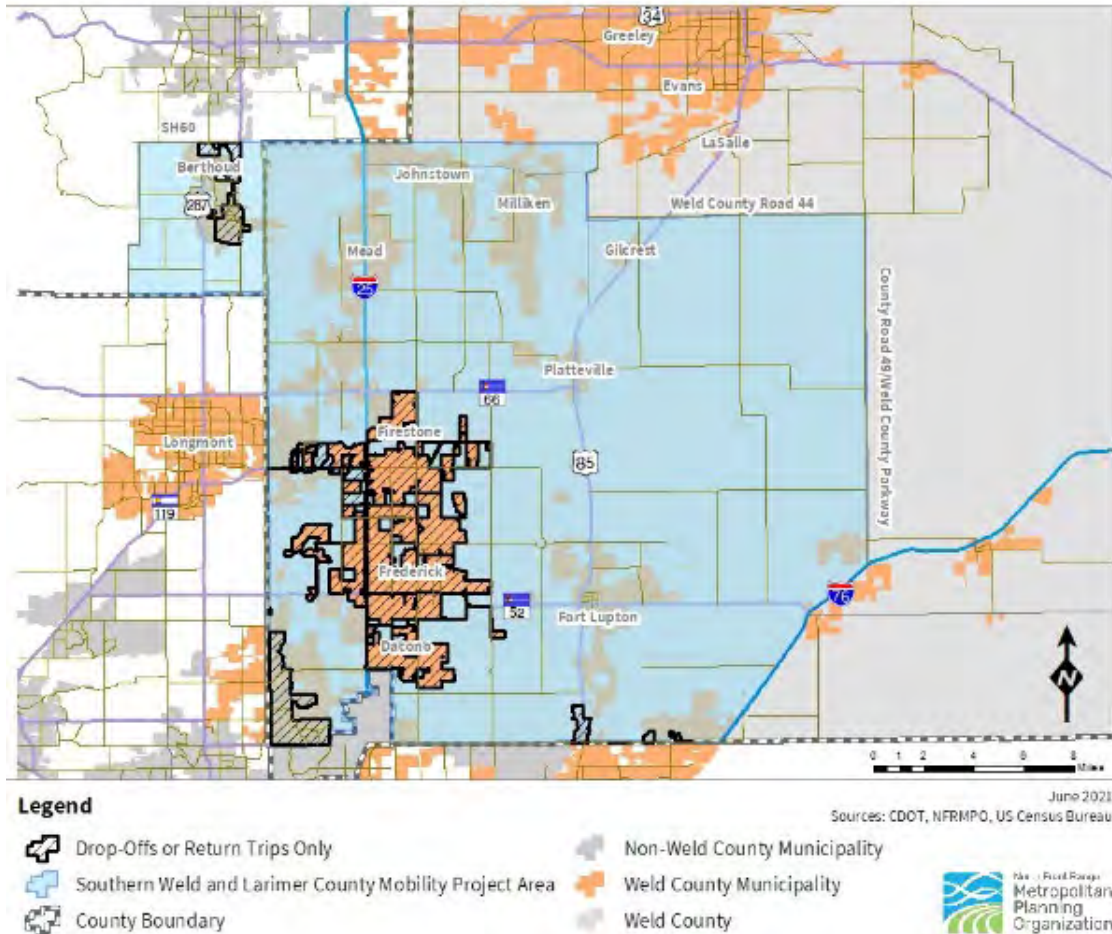 34
Greeley
Evans
SH60
LaSalle
Berthoud
Johnstown
287
Milliken
Weld County Road 44
Mead
Gilcrest
25
County Road 49/Weld County Parkway
Platteville
66
Firestone
Longmont
85
119
Frederick
76
52
Fort Lupton
Dacono
N
0 1 2 4 6 8
Miles
Legend
June 2021
Sources: CDOT, NFRMPO, US Census Bureau
Drop-Offs or Return Trips Only
Southern Weld and Larimer County Mobility Project Area
County Boundary
Non-Weld County Municipality
Weld County Municipality
Weld County
North Front Range
Metropolitan
Planning
Organization